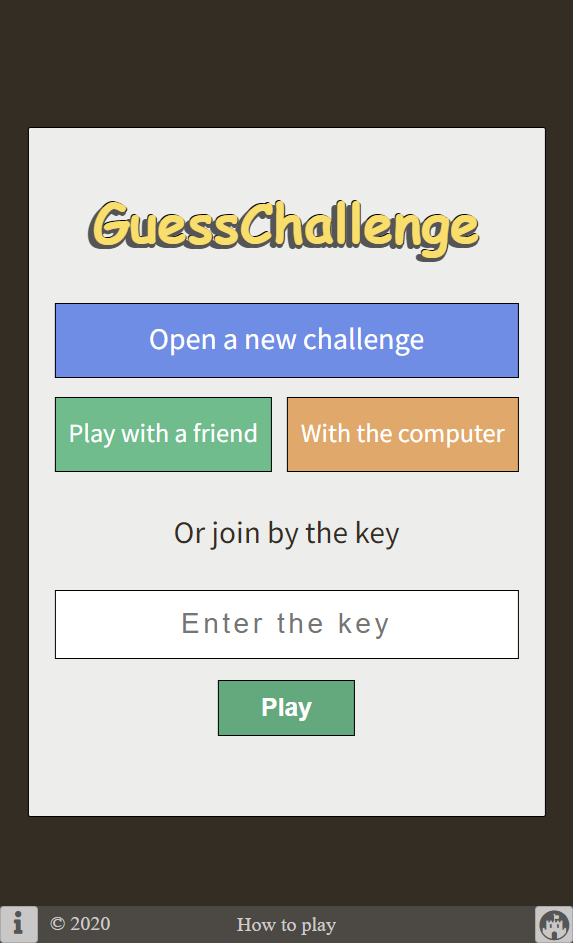 GuessChallenge
Open a new challenge
Play with a friend
With the computer
Or join by the key
Enter the key
Play
i © 2020 How to play